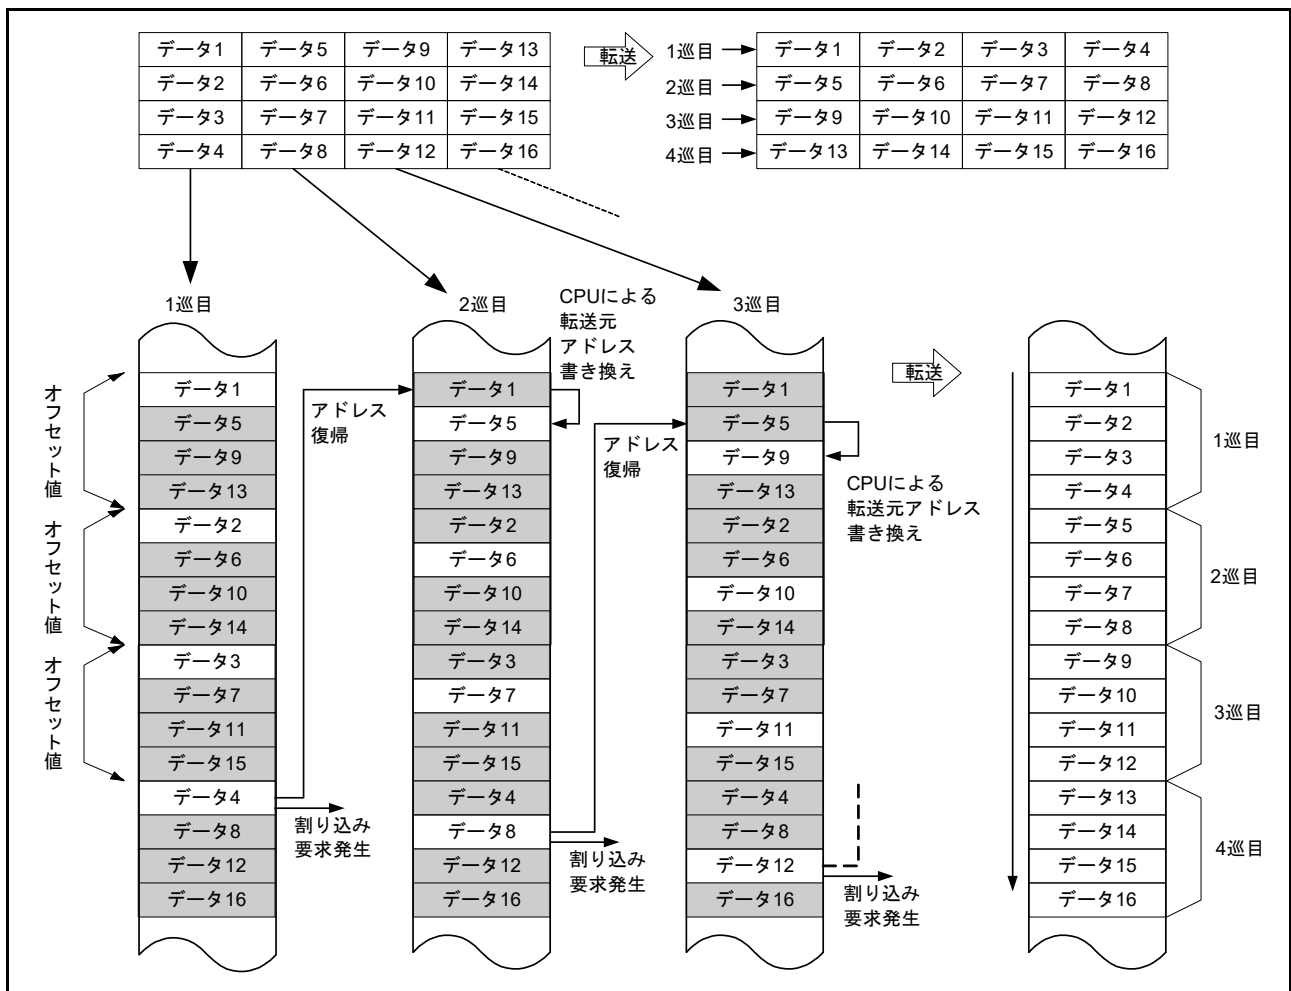 データ1 データ5 データ9 データ13
データ2 データ6 データ10 データ14
データ3 データ7 データ11 データ15
データ4 データ8 データ12 データ16
転送
1巡目 データ1 データ2 データ3 データ4
2巡目 データ5 データ6 データ7 データ8
3巡目 データ9 データ10 データ11 データ12
4巡目 データ13 データ14 データ15 データ16
1巡目
オフセット値
オフセット値
オフセット値
データ1
データ5
データ9
データ13
データ2
データ6
データ10
データ14
データ3
データ7
データ11
データ15
データ4
データ8
データ12
データ16
アドレス
復帰
割り込み
要求発生
2巡目
CPUによる
転送元
アドレス
書き換え
データ1
データ5
データ9
データ13
データ2
データ6
データ10
データ14
データ3
データ7
データ11
データ15
データ4
データ8
データ12
データ16
アドレス
復帰
割り込み
要求発生
3巡目
データ1
データ5
データ9
データ13
データ2
データ6
データ10
データ14
データ3
データ7
データ11
データ15
データ4
データ8
データ12
データ16
CPUによる
転送元アドレス
書き換え
割り込み
要求発生
転送
データ1
データ2
データ3
データ4
データ5
データ6
データ7
データ8
データ9
データ10
データ11
データ12
データ13
データ14
データ15
データ16
1巡目
2巡目
3巡目
4巡目